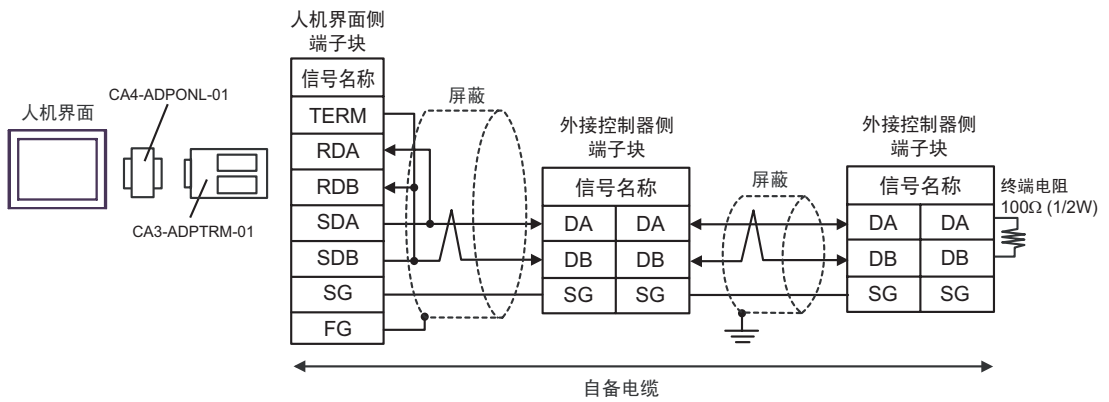 人机界面
CA4-ADPONL-01
CA3-ADPTRM-01
人机界面侧
端子块
信号名称
TERM
RDA
RDB
SDA
SDB
SG
FG
屏蔽
外接控制器侧
端子块
信号名称
DA DA
DB DB
SG SG
屏蔽
外接控制器侧
端子块
信号名称
DA DA
DB DB
SG SG
终端电阻
100Ω (1/2W)
自备电缆